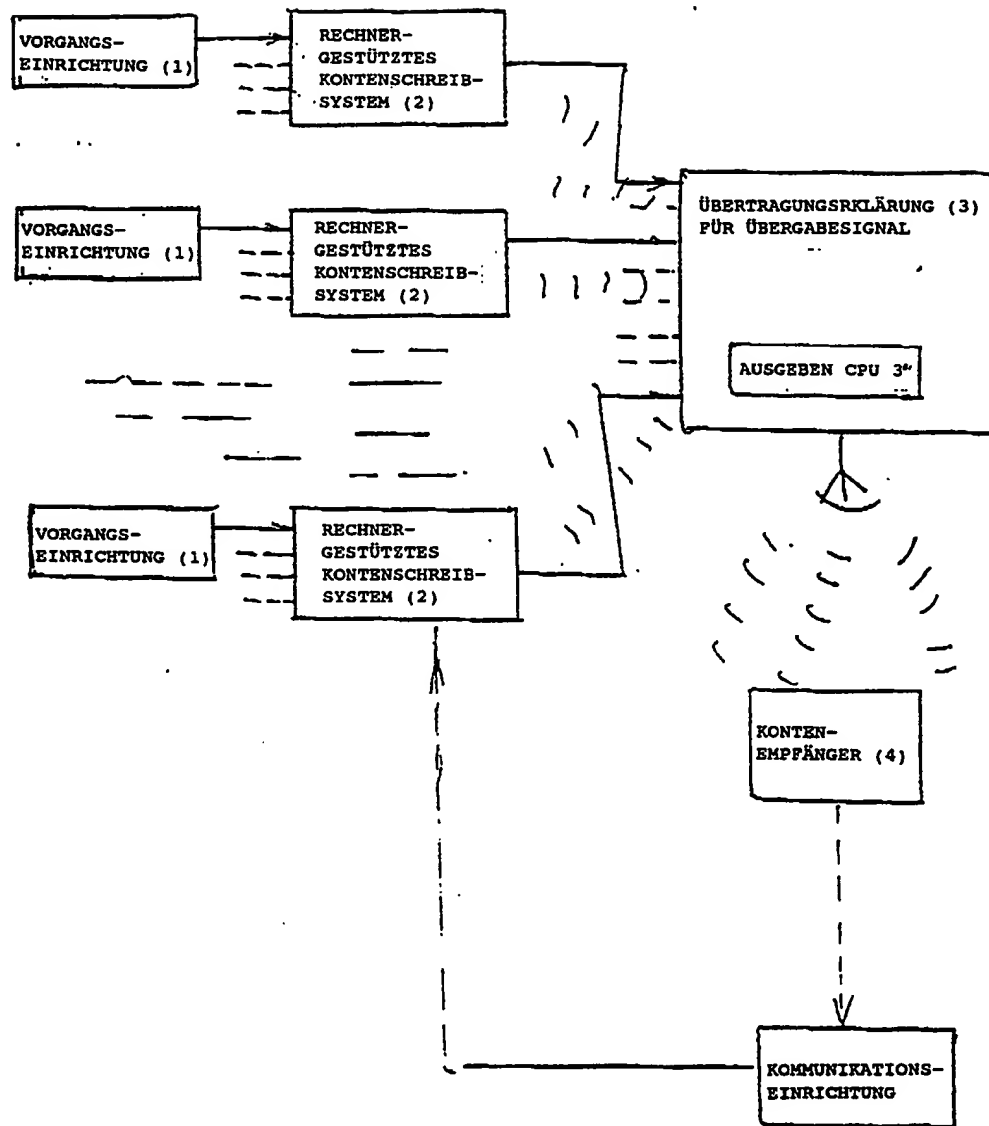 VORGANGS-
EINRICHTUNG (1)
RECHNER-
GESTÜTZTES
KONTENSCHREIB-
SYSTEM (2)
VORGANGS-
EINRICHTUNG (1)
RECHNER-
GESTÜTZTES
KONTENSCHREIB-
SYSTEM (2)
ÜBERTRAGUNGSRKLÄRUNG (3)
FÜR ÜBERGABESIGNAL
AUSGEBEN CPU 3"
VORGANGS-
EINRICHTUNG (1)
RECHNER-
GESTÜTZTES
KONTENSCHREIB-
SYSTEM (2)
KONTEN-
EMPFÄNGER (4)
KOMMUNIKATIONS-
EINRICHTUNG